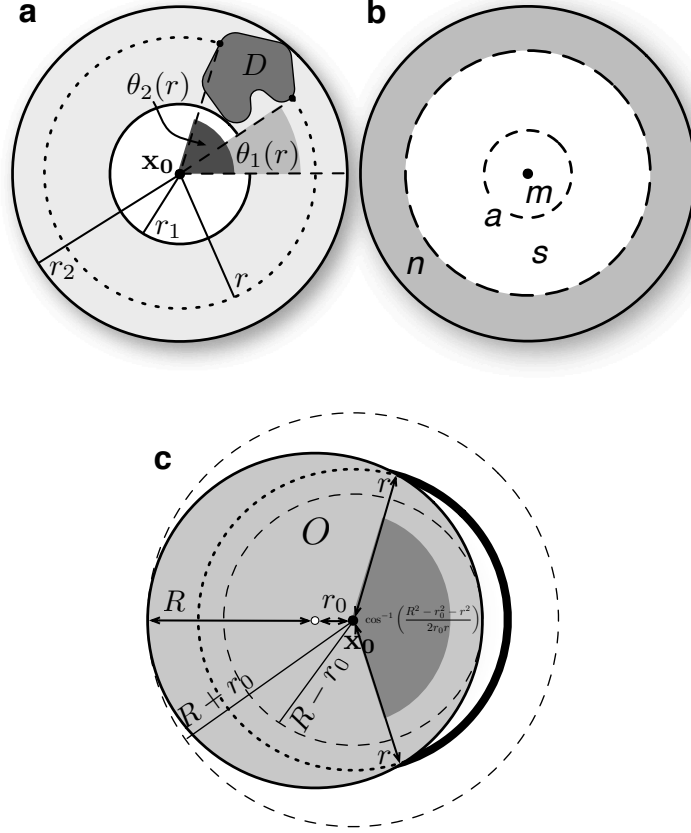 a
D
θ₂(r)
x₀
θ₁(r)
r₁
r₂
r
b
m
a
s
n
c
r
O
R
r₀
cos⁻¹((R² − r₀² − r²)/(2r₀r))
x₀
R + r₀
R − r₀
r